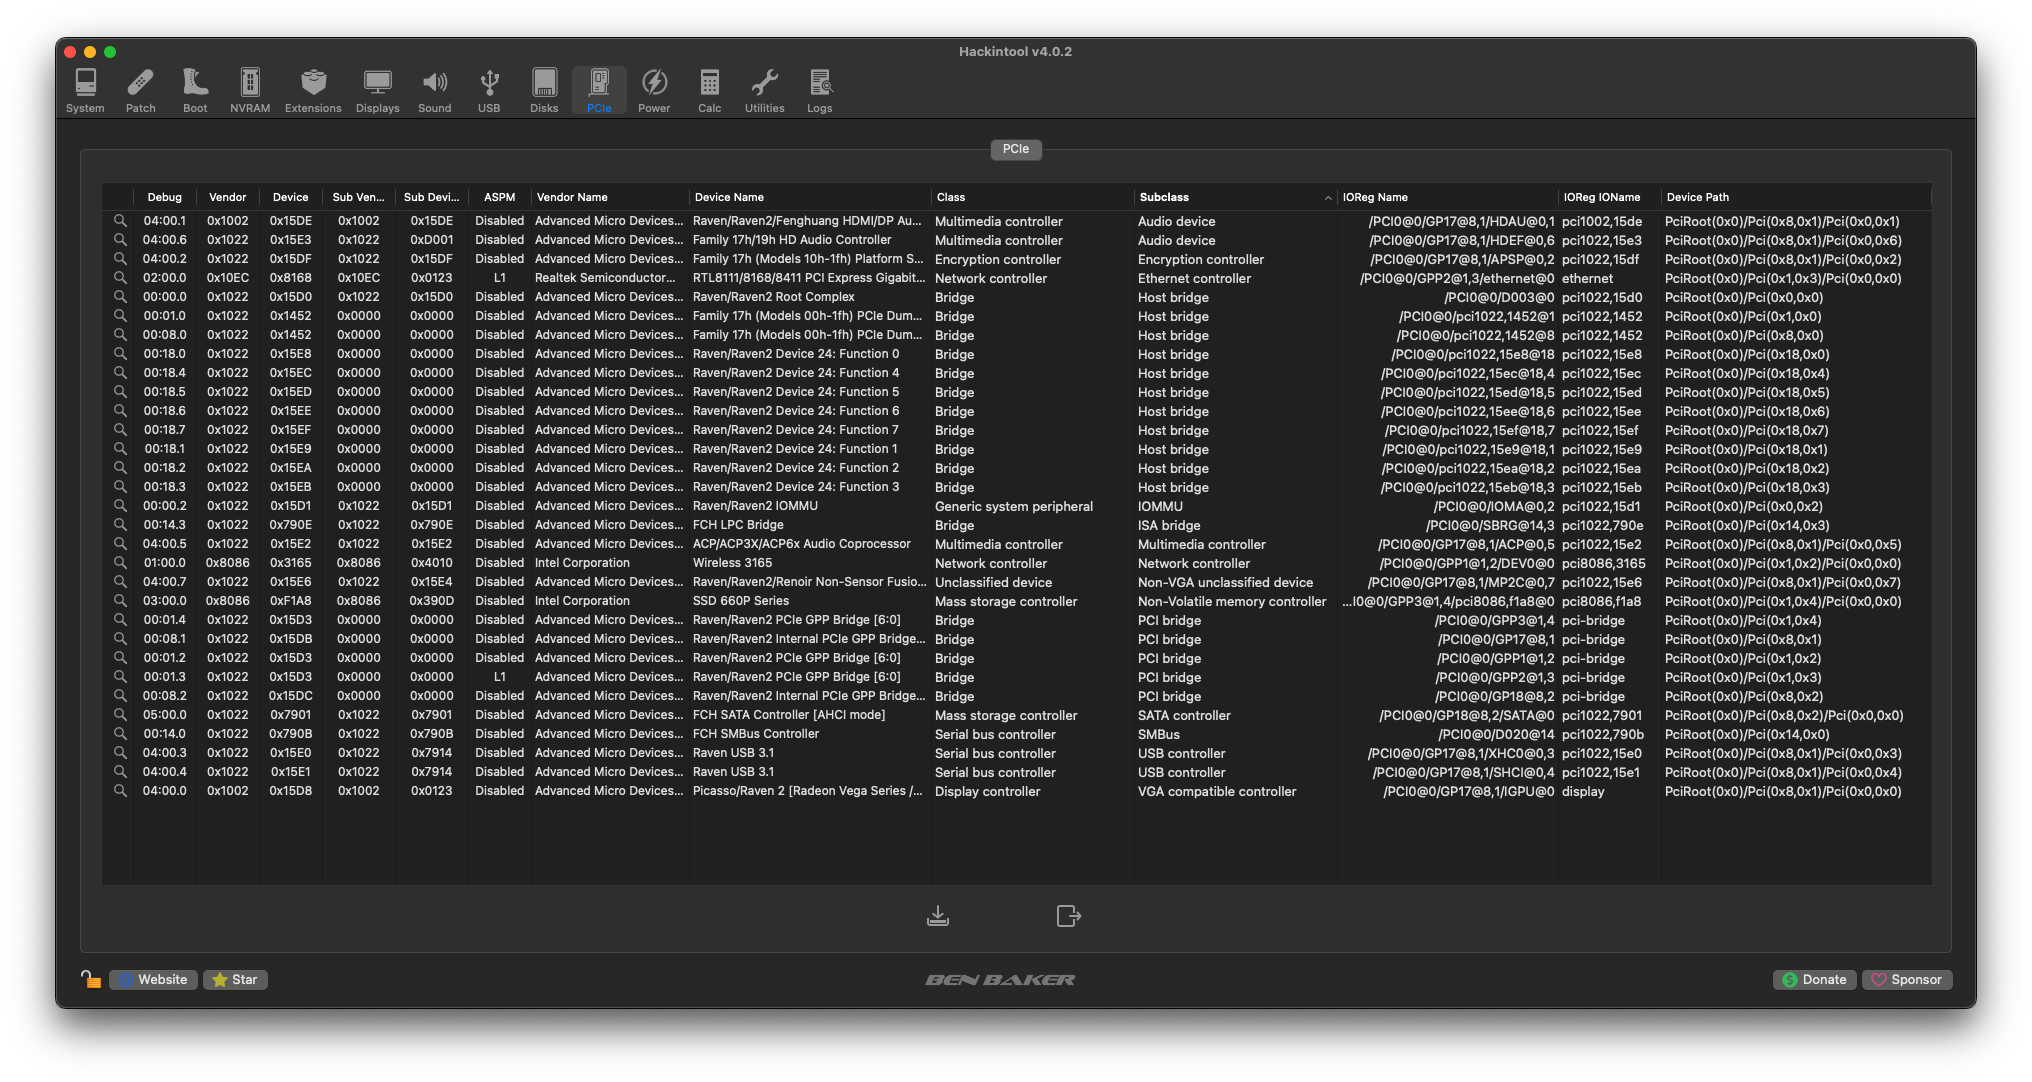 Hackintool v4.0.2
System Patch Boot NVRAM Extensions Displays Sound USB Disks PCIe Power Calc Utilities Logs
PCIe
Debug Vendor Device Sub Ven... Sub Devi... ASPM Vendor Name Device Name Class Subclass IOReg Name IOReg IOName Device Path
04:00.1 0x1002 0x15DE 0x1002 0x15DE Disabled Advanced Micro Devices... Raven/Raven2/Fenghuang HDMI/DP Au... Multimedia controller Audio device /PCI0@0/GP17@8,1/HDAU@0,1 pci1002,15de PciRoot(0x0)/Pci(0x8,0x1)/Pci(0x0,0x1)
04:00.6 0x1022 0x15E3 0x1022 0xD001 Disabled Advanced Micro Devices... Family 17h/19h HD Audio Controller Multimedia controller Audio device /PCI0@0/GP17@8,1/HDEF@0,6 pci1022,15e3 PciRoot(0x0)/Pci(0x8,0x1)/Pci(0x0,0x6)
04:00.2 0x1022 0x15DF 0x1022 0x15DF Disabled Advanced Micro Devices... Family 17h (Models 10h-1fh) Platform S... Encryption controller Encryption controller /PCI0@0/GP17@8,1/APSP@0,2 pci1022,15df PciRoot(0x0)/Pci(0x8,0x1)/Pci(0x0,0x2)
02:00.0 0x10EC 0x8168 0x10EC 0x0123 L1 Realtek Semiconductor... RTL8111/8168/8411 PCI Express Gigabit... Network controller Ethernet controller /PCI0@0/GPP2@1,3/ethernet@0 ethernet PciRoot(0x0)/Pci(0x1,0x3)/Pci(0x0,0x0)
00:00.0 0x1022 0x15D0 0x1022 0x15D0 Disabled Advanced Micro Devices... Raven/Raven2 Root Complex Bridge Host bridge /PCI0@0/D003@0 pci1022,15d0 PciRoot(0x0)/Pci(0x0,0x0)
00:01.0 0x1022 0x1452 0x0000 0x0000 Disabled Advanced Micro Devices... Family 17h (Models 00h-1fh) PCIe Dum... Bridge Host bridge /PCI0@0/pci1022,1452@1 pci1022,1452 PciRoot(0x0)/Pci(0x1,0x0)
00:08.0 0x1022 0x1452 0x0000 0x0000 Disabled Advanced Micro Devices... Family 17h (Models 00h-1fh) PCIe Dum... Bridge Host bridge /PCI0@0/pci1022,1452@8 pci1022,1452 PciRoot(0x0)/Pci(0x8,0x0)
00:18.0 0x1022 0x15E8 0x0000 0x0000 Disabled Advanced Micro Devices... Raven/Raven2 Device 24: Function 0 Bridge Host bridge /PCI0@0/pci1022,15e8@18 pci1022,15e8 PciRoot(0x0)/Pci(0x18,0x0)
00:18.4 0x1022 0x15EC 0x0000 0x0000 Disabled Advanced Micro Devices... Raven/Raven2 Device 24: Function 4 Bridge Host bridge /PCI0@0/pci1022,15ec@18,4 pci1022,15ec PciRoot(0x0)/Pci(0x18,0x4)
00:18.5 0x1022 0x15ED 0x0000 0x0000 Disabled Advanced Micro Devices... Raven/Raven2 Device 24: Function 5 Bridge Host bridge /PCI0@0/pci1022,15ed@18,5 pci1022,15ed PciRoot(0x0)/Pci(0x18,0x5)
00:18.6 0x1022 0x15EE 0x0000 0x0000 Disabled Advanced Micro Devices... Raven/Raven2 Device 24: Function 6 Bridge Host bridge /PCI0@0/pci1022,15ee@18,6 pci1022,15ee PciRoot(0x0)/Pci(0x18,0x6)
00:18.7 0x1022 0x15EF 0x0000 0x0000 Disabled Advanced Micro Devices... Raven/Raven2 Device 24: Function 7 Bridge Host bridge /PCI0@0/pci1022,15ef@18,7 pci1022,15ef PciRoot(0x0)/Pci(0x18,0x7)
00:18.1 0x1022 0x15E9 0x0000 0x0000 Disabled Advanced Micro Devices... Raven/Raven2 Device 24: Function 1 Bridge Host bridge /PCI0@0/pci1022,15e9@18,1 pci1022,15e9 PciRoot(0x0)/Pci(0x18,0x1)
00:18.2 0x1022 0x15EA 0x0000 0x0000 Disabled Advanced Micro Devices... Raven/Raven2 Device 24: Function 2 Bridge Host bridge /PCI0@0/pci1022,15ea@18,2 pci1022,15ea PciRoot(0x0)/Pci(0x18,0x2)
00:18.3 0x1022 0x15EB 0x0000 0x0000 Disabled Advanced Micro Devices... Raven/Raven2 Device 24: Function 3 Bridge Host bridge /PCI0@0/pci1022,15eb@18,3 pci1022,15eb PciRoot(0x0)/Pci(0x18,0x3)
00:00.2 0x1022 0x15D1 0x1022 0x15D1 Disabled Advanced Micro Devices... Raven/Raven2 IOMMU Generic system peripheral IOMMU /PCI0@0/IOMA@0,2 pci1022,15d1 PciRoot(0x0)/Pci(0x0,0x2)
00:14.3 0x1022 0x790E 0x1022 0x790E Disabled Advanced Micro Devices... FCH LPC Bridge Bridge ISA bridge /PCI0@0/SBRG@14,3 pci1022,790e PciRoot(0x0)/Pci(0x14,0x3)
04:00.5 0x1022 0x15E2 0x1022 0x15E2 Disabled Advanced Micro Devices... ACP/ACP3X/ACP6x Audio Coprocessor Multimedia controller Multimedia controller /PCI0@0/GP17@8,1/ACP@0,5 pci1022,15e2 PciRoot(0x0)/Pci(0x8,0x1)/Pci(0x0,0x5)
01:00.0 0x8086 0x3165 0x8086 0x4010 Disabled Intel Corporation Wireless 3165 Network controller Network controller /PCI0@0/GPP1@1,2/DEV0@0 pci8086,3165 PciRoot(0x0)/Pci(0x1,0x2)/Pci(0x0,0x0)
04:00.7 0x1022 0x15E6 0x1022 0x15E4 Disabled Advanced Micro Devices... Raven/Raven2/Renoir Non-Sensor Fusio... Unclassified device Non-VGA unclassified device /PCI0@0/GP17@8,1/MP2C@0,7 pci1022,15e6 PciRoot(0x0)/Pci(0x8,0x1)/Pci(0x0,0x7)
03:00.0 0x8086 0xF1A8 0x8086 0x390D Disabled Intel Corporation SSD 660P Series Mass storage controller Non-Volatile memory controller ...I0@0/GPP3@1,4/pci8086,f1a8@0 pci8086,f1a8 PciRoot(0x0)/Pci(0x1,0x4)/Pci(0x0,0x0)
00:01.4 0x1022 0x15D3 0x0000 0x0000 Disabled Advanced Micro Devices... Raven/Raven2 PCIe GPP Bridge [6:0] Bridge PCI bridge /PCI0@0/GPP3@1,4 pci-bridge PciRoot(0x0)/Pci(0x1,0x4)
00:08.1 0x1022 0x15DB 0x0000 0x0000 Disabled Advanced Micro Devices... Raven/Raven2 Internal PCIe GPP Bridge... Bridge PCI bridge /PCI0@0/GP17@8,1 pci-bridge PciRoot(0x0)/Pci(0x8,0x1)
00:01.2 0x1022 0x15D3 0x0000 0x0000 Disabled Advanced Micro Devices... Raven/Raven2 PCIe GPP Bridge [6:0] Bridge PCI bridge /PCI0@0/GPP1@1,2 pci-bridge PciRoot(0x0)/Pci(0x1,0x2)
00:01.3 0x1022 0x15D3 0x0000 0x0000 L1 Advanced Micro Devices... Raven/Raven2 PCIe GPP Bridge [6:0] Bridge PCI bridge /PCI0@0/GPP2@1,3 pci-bridge PciRoot(0x0)/Pci(0x1,0x3)
00:08.2 0x1022 0x15DC 0x0000 0x0000 Disabled Advanced Micro Devices... Raven/Raven2 Internal PCIe GPP Bridge... Bridge PCI bridge /PCI0@0/GP18@8,2 pci-bridge PciRoot(0x0)/Pci(0x8,0x2)
05:00.0 0x1022 0x7901 0x1022 0x7901 Disabled Advanced Micro Devices... FCH SATA Controller [AHCI mode] Mass storage controller SATA controller /PCI0@0/GP18@8,2/SATA@0 pci1022,7901 PciRoot(0x0)/Pci(0x8,0x2)/Pci(0x0,0x0)
00:14.0 0x1022 0x790B 0x1022 0x790B Disabled Advanced Micro Devices... FCH SMBus Controller Serial bus controller SMBus /PCI0@0/D020@14 pci1022,790b PciRoot(0x0)/Pci(0x14,0x0)
04:00.3 0x1022 0x15E0 0x1022 0x7914 Disabled Advanced Micro Devices... Raven USB 3.1 Serial bus controller USB controller /PCI0@0/GP17@8,1/XHC0@0,3 pci1022,15e0 PciRoot(0x0)/Pci(0x8,0x1)/Pci(0x0,0x3)
04:00.4 0x1022 0x15E1 0x1022 0x7914 Disabled Advanced Micro Devices... Raven USB 3.1 Serial bus controller USB controller /PCI0@0/GP17@8,1/SHCI@0,4 pci1022,15e1 PciRoot(0x0)/Pci(0x8,0x1)/Pci(0x0,0x4)
04:00.0 0x1002 0x15D8 0x1002 0x0123 Disabled Advanced Micro Devices... Picasso/Raven 2 [Radeon Vega Series /... Display controller VGA compatible controller /PCI0@0/GP17@8,1/IGPU@0 display PciRoot(0x0)/Pci(0x8,0x1)/Pci(0x0,0x0)
Website Star BEN BAKER Donate Sponsor